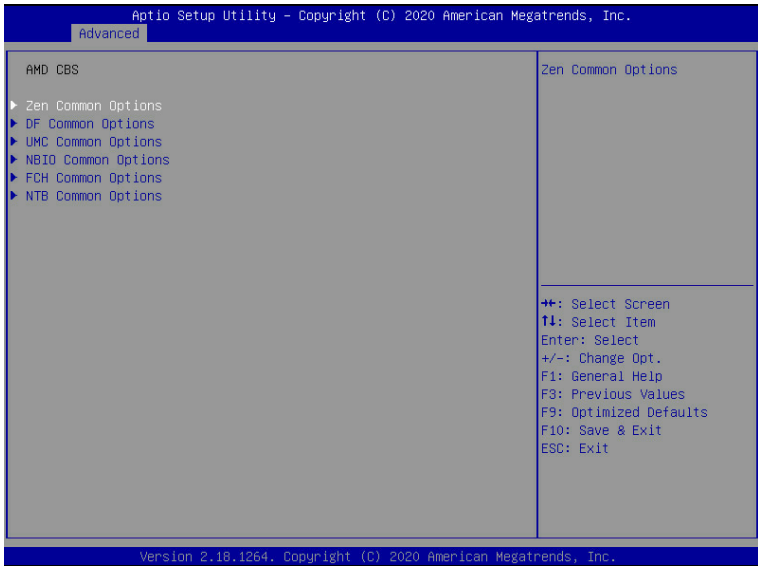 Aptio Setup Utility – Copyright (C) 2020 American Megatrends, Inc.
Advanced
AMD CBS
Zen Common Options
DF Common Options
UMC Common Options
NBIO Common Options
FCH Common Options
NTB Common Options
Zen Common Options
→←: Select Screen
↑↓: Select Item
Enter: Select
+/-: Change Opt.
F1: General Help
F3: Previous Values
F9: Optimized Defaults
F10: Save & Exit
ESC: Exit
Version 2.18.1264. Copyright (C) 2020 American Megatrends, Inc.